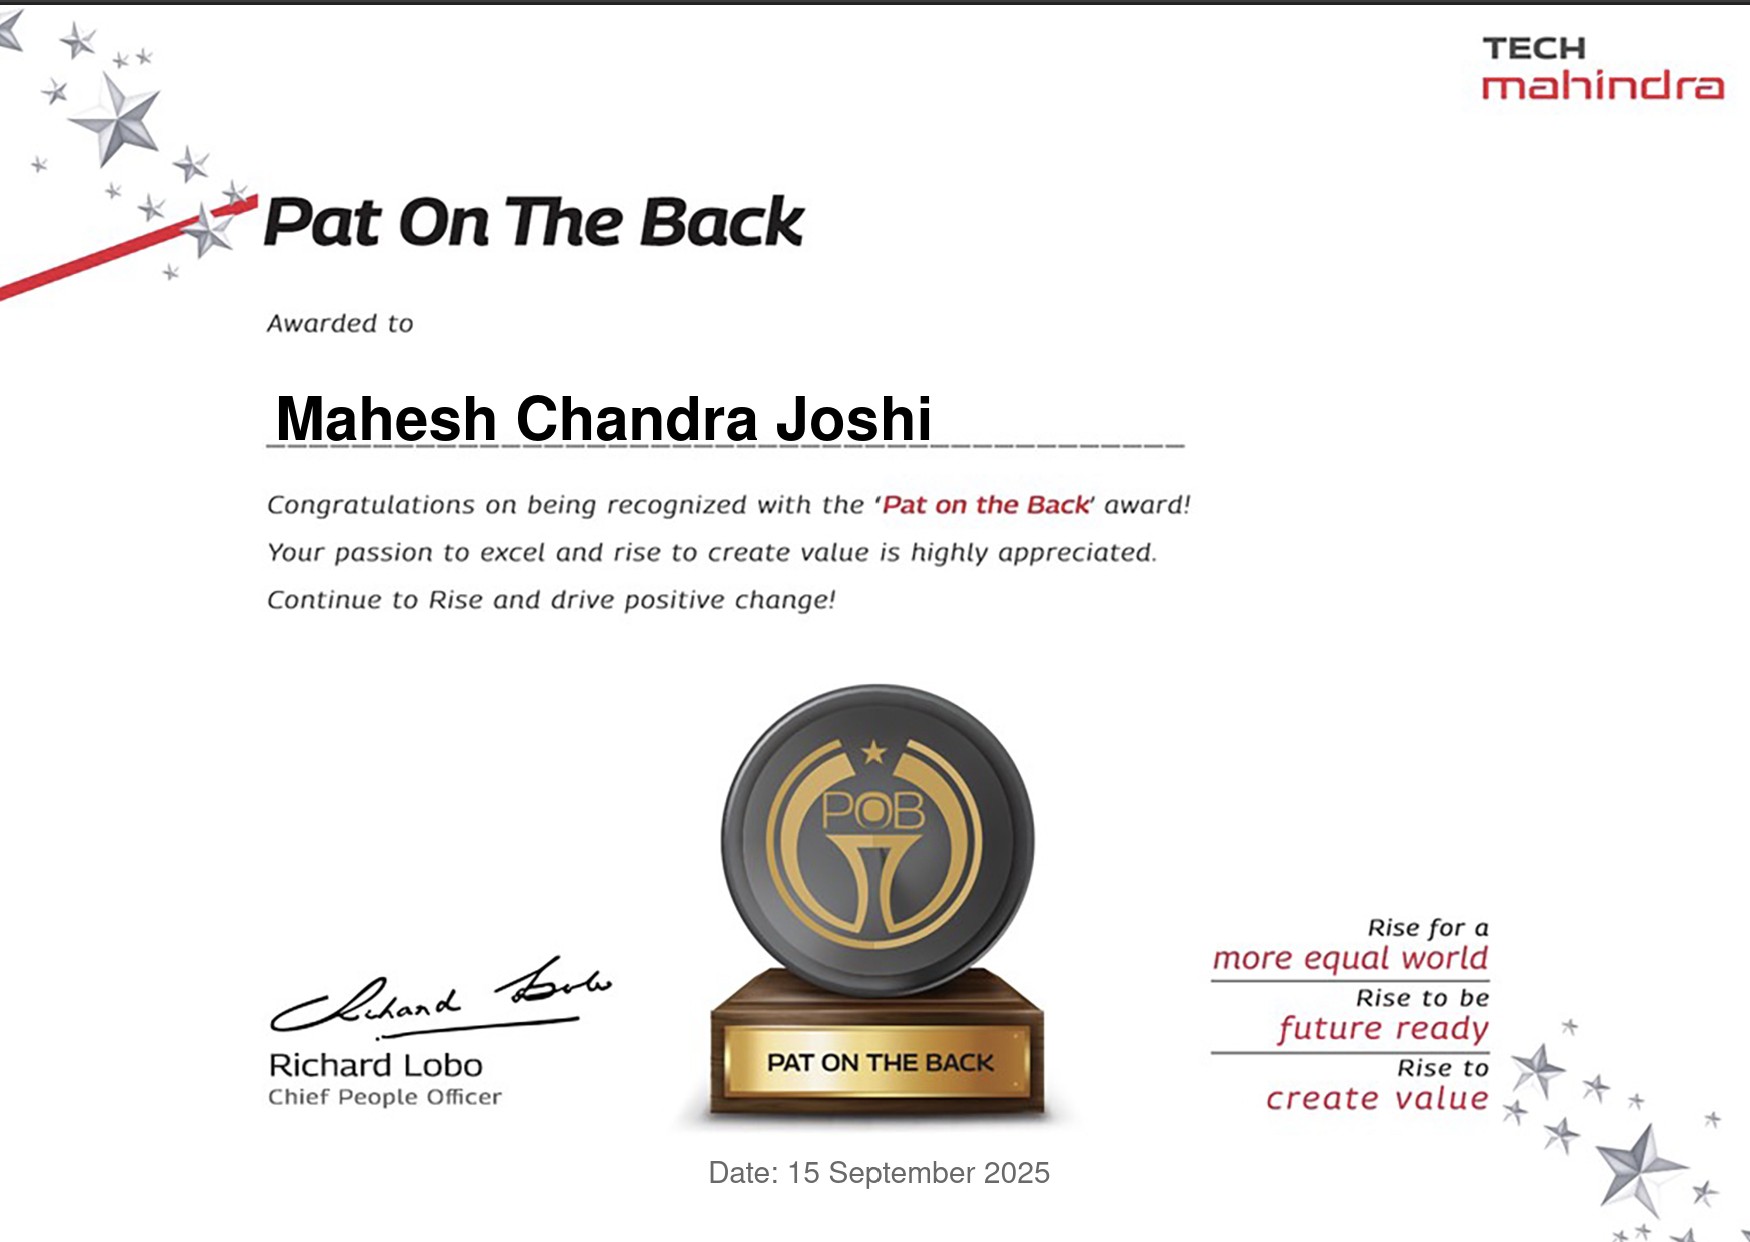 TECH
mahindra
Pat On The Back
Awarded to
Mahesh Chandra Joshi
Congratulations on being recognized with the ‘Pat on the Back’ award!
Your passion to excel and rise to create value is highly appreciated.
Continue to Rise and drive positive change!
POB
PAT ON THE BACK
Richard Lobo
Richard Lobo
Chief People Officer
Rise for a
more equal world
Rise to be
future ready
Rise to
create value
Date: 15 September 2025